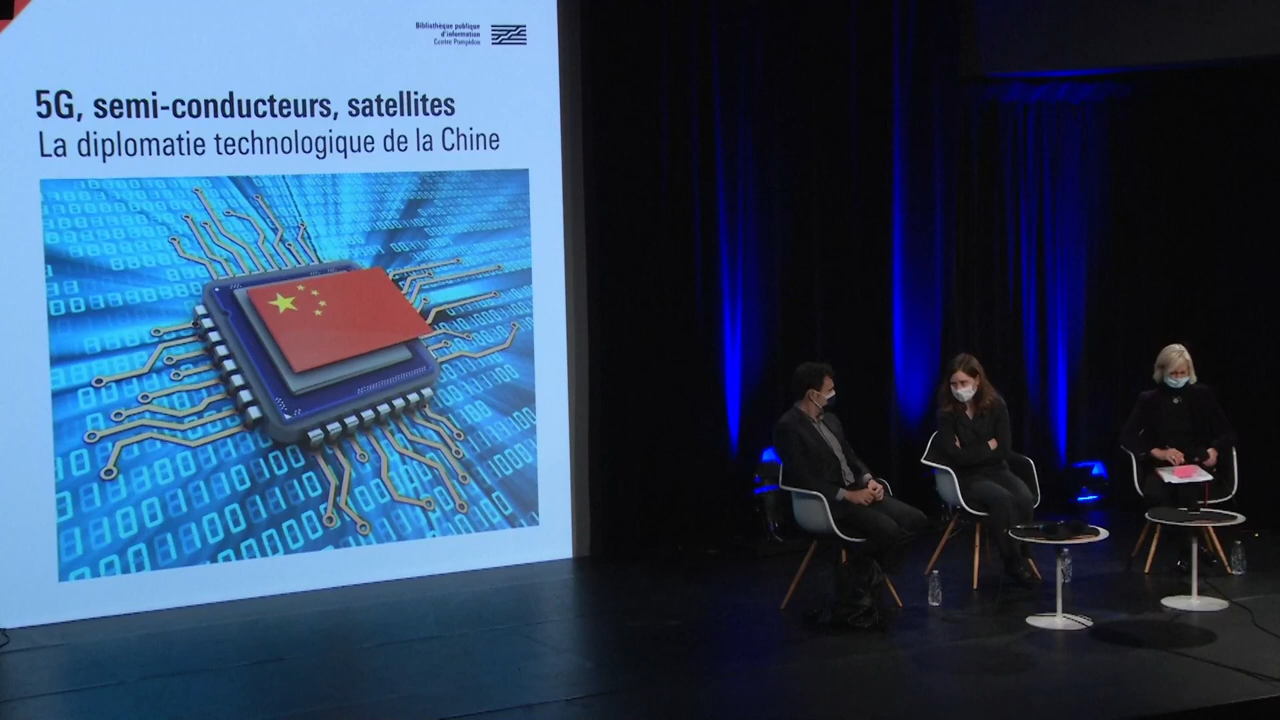 Bibliothèque publique
d'information
Centre Pompidou
5G, semi-conducteurs, satellites
La diplomatie technologique de la Chine